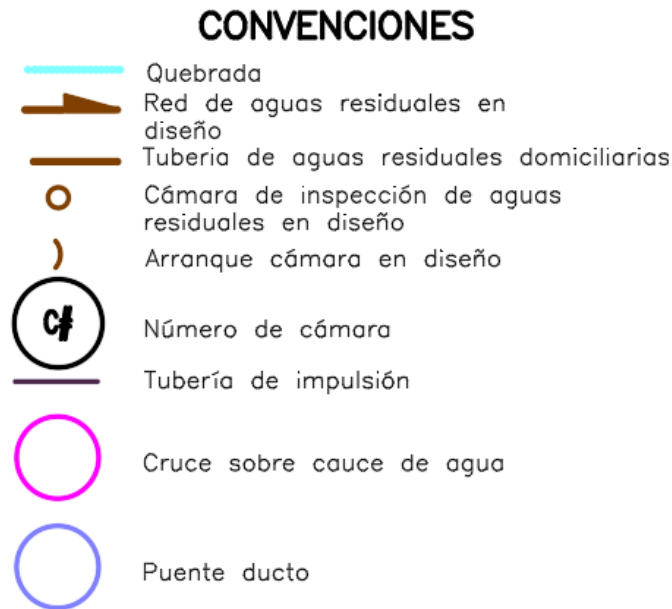 CONVENCIONES
Quebrada
Red de aguas residuales en
diseño
Tuberia de aguas residuales domiciliarias
Cámara de inspección de aguas
residuales en diseño
Arranque cámara en diseño
C#
Número de cámara
Tubería de impulsión
Cruce sobre cauce de agua
Puente ducto